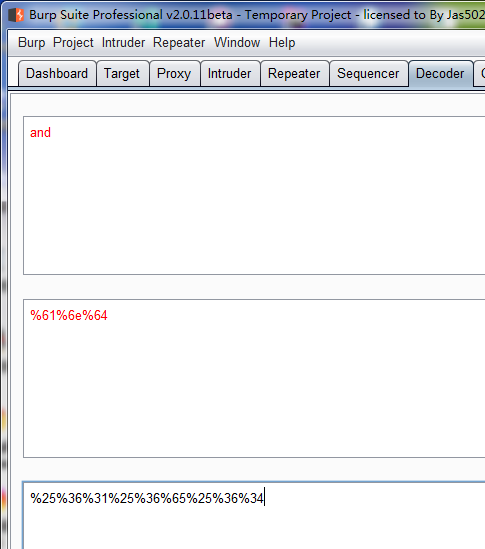 Burp Suite Professional v2.0.11beta - Temporary Project - licensed to By Jas502
Burp Project Intruder Repeater Window Help
Dashboard Target Proxy Intruder Repeater Sequencer Decoder
and
%61%6e%64
%25%36%31%25%36%65%25%36%34